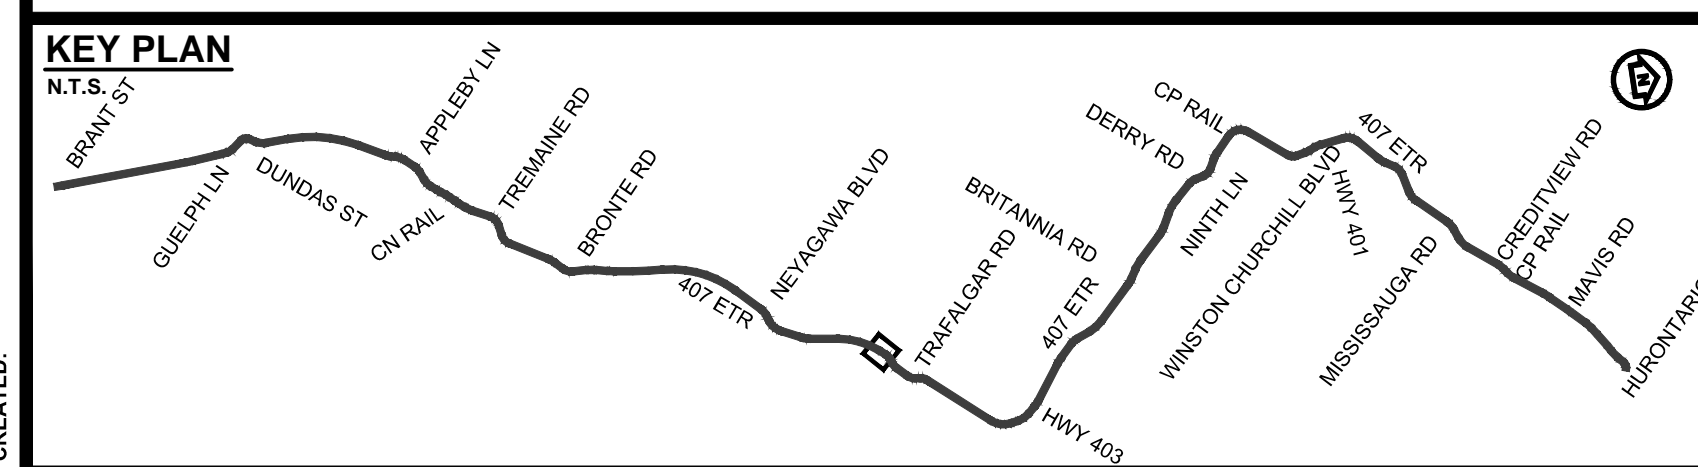 KEY PLAN
N.T.S.
BRANT ST
GUELPH LN
DUNDAS ST
CN RAIL
APPLEBY LN
TREMAINE RD
BRONTE RD
407 ETR
NEYAGAWA BLVD
TRAFALGAR RD
BRITANNIA RD
HWY 403
407 ETR
DERRY RD
CP RAIL
NINTH LN
WINSTON CHURCHILL BLVD
HWY 401
407 ETR
MISSISSAUGA RD
CREDITVIEW RD
CP RAIL
MAVIS RD
N